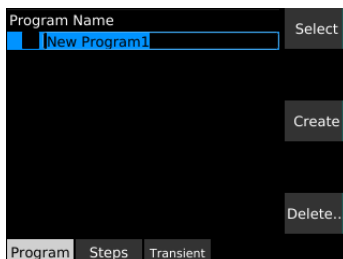 Program Name
Select
New Program1
Create
Delete..
Program Steps Transient